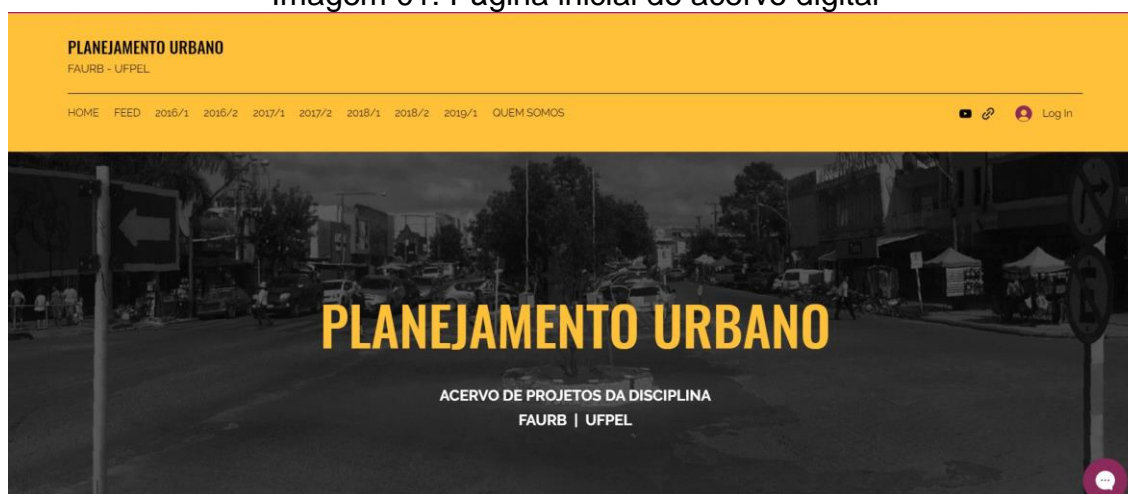 Imagem 01: Página inicial do acervo digital
PLANEJAMENTO URBANO
FAURB - UFPEL
HOME FEED 2016/1 2016/2 2017/1 2017/2 2018/1 2018/2 2019/1 QUEM SOMOS Log In
PLANEJAMENTO URBANO
ACERVO DE PROJETOS DA DISCIPLINA
FAURB | UFPEL